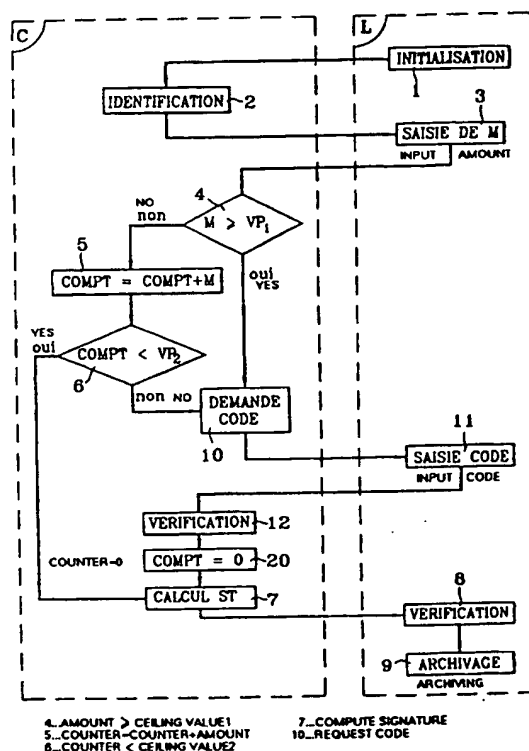 C
L
INITIALISATION
1
IDENTIFICATION
2
3
SAISIE DE M
INPUT AMOUNT
4
NO
non
M > VP1
5
COMPT = COMPT+M
oui
YES
YES
oui
COMPT < VP2
6
non NO
DEMANDE
CODE
10
11
SAISIE CODE
INPUT CODE
VERIFICATION
12
COUNTER=0
COMPT = 0
20
CALCUL ST
7
8
VERIFICATION
9
ARCHIVAGE
ARCHIVING
4...AMOUNT > CEILING VALUE1
5...COUNTER=COUNTER+AMOUNT
6...COUNTER < CEILING VALUE2
7...COMPUTE SIGNATURE
10...REQUEST CODE